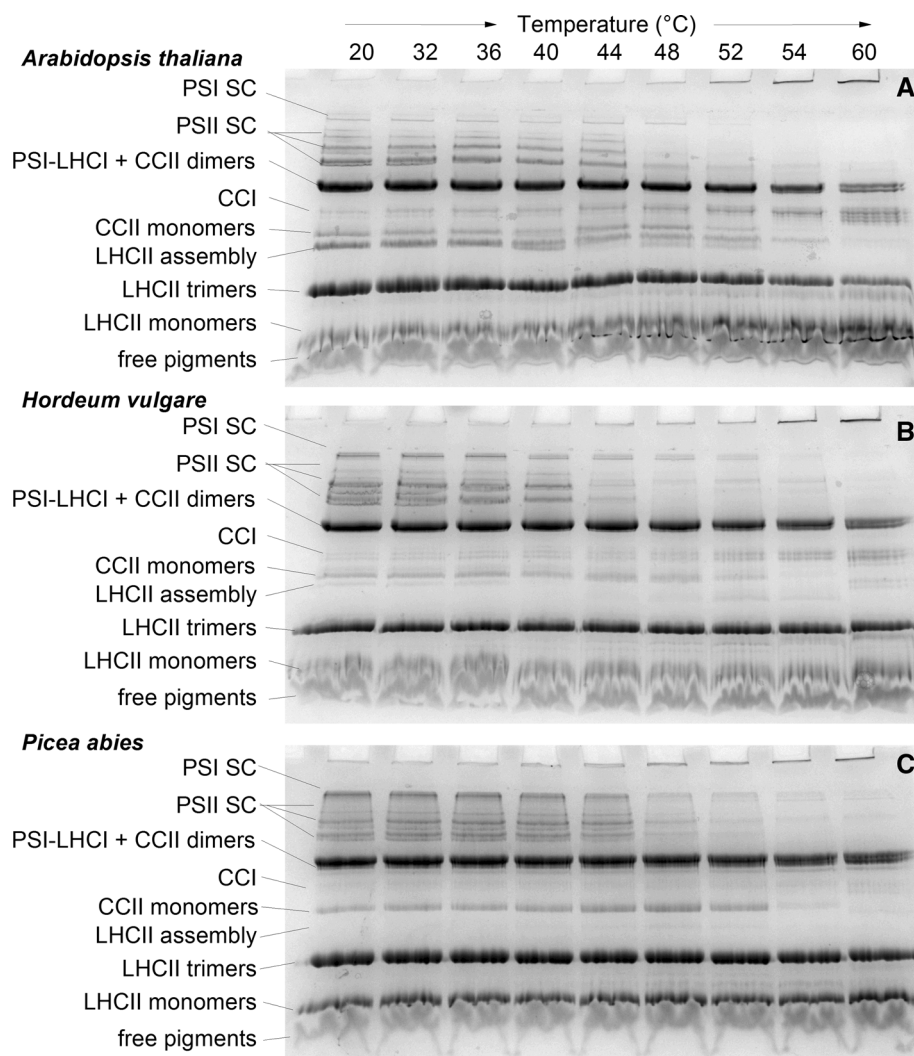 Temperature (°C)
20 32 36 40 44 48 52 54 60
Arabidopsis thaliana
A
PSI SC
PSII SC
PSI-LHCI + CCII dimers
CCI
CCII monomers
LHCII assembly
LHCII trimers
LHCII monomers
free pigments
Hordeum vulgare
B
PSI SC
PSII SC
PSI-LHCI + CCII dimers
CCI
CCII monomers
LHCII assembly
LHCII trimers
LHCII monomers
free pigments
Picea abies
C
PSI SC
PSII SC
PSI-LHCI + CCII dimers
CCI
CCII monomers
LHCII assembly
LHCII trimers
LHCII monomers
free pigments